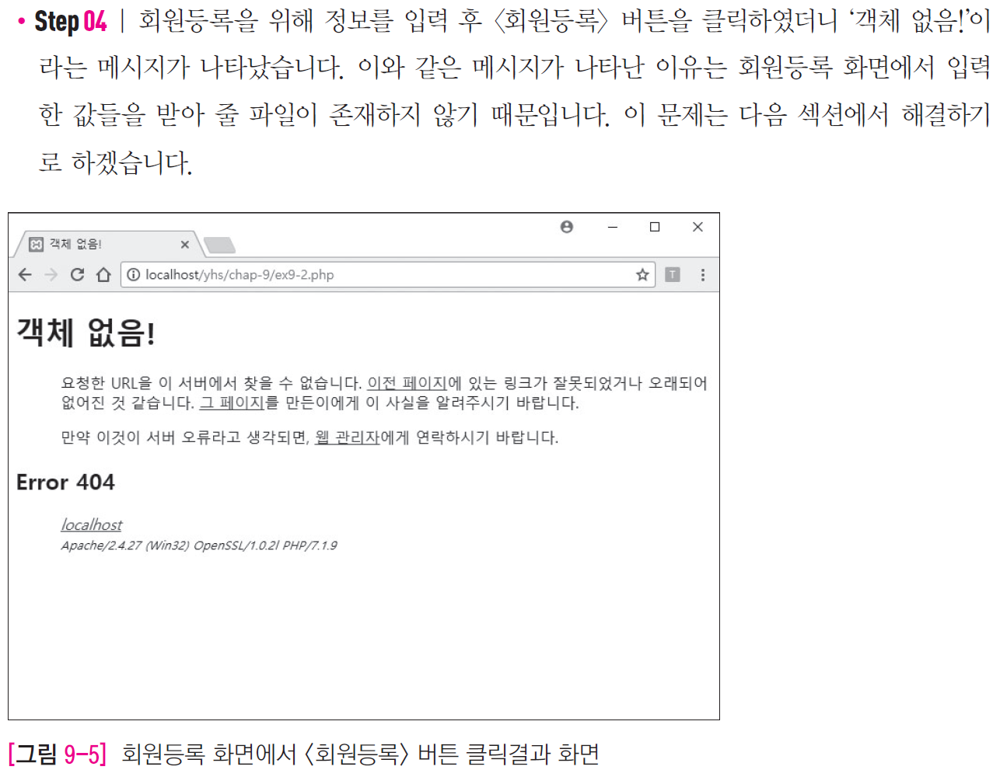 • Step 04 | 회원등록을 위해 정보를 입력 후 〈회원등록〉 버튼을 클릭하였더니 ‘객체 없음!’이
라는 메시지가 나타났습니다. 이와 같은 메시지가 나타난 이유는 회원등록 화면에서 입력
한 값들을 받아 줄 파일이 존재하지 않기 때문입니다. 이 문제는 다음 섹션에서 해결하기
로 하겠습니다.
객체 없음!
localhost/yhs/chap-9/ex9-2.php
T
객체 없음!
요청한 URL을 이 서버에서 찾을 수 없습니다. 이전 페이지에 있는 링크가 잘못되었거나 오래되어
없어진 것 같습니다. 그 페이지를 만든이에게 이 사실을 알려주시기 바랍니다.
만약 이것이 서버 오류라고 생각되면, 웹 관리자에게 연락하시기 바랍니다.
Error 404
localhost
Apache/2.4.27 (Win32) OpenSSL/1.0.2l PHP/7.1.9
[그림 9-5] 회원등록 화면에서 〈회원등록〉 버튼 클릭결과 화면